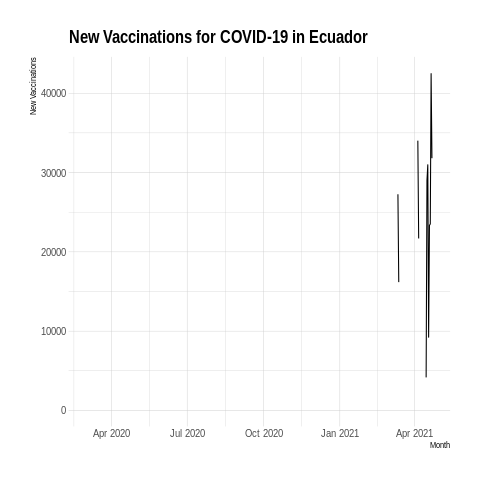 New Vaccinations for COVID-19 in Ecuador
New Vaccinations
40000
30000
20000
10000
0
Apr 2020 Jul 2020 Oct 2020 Jan 2021 Apr 2021
Month